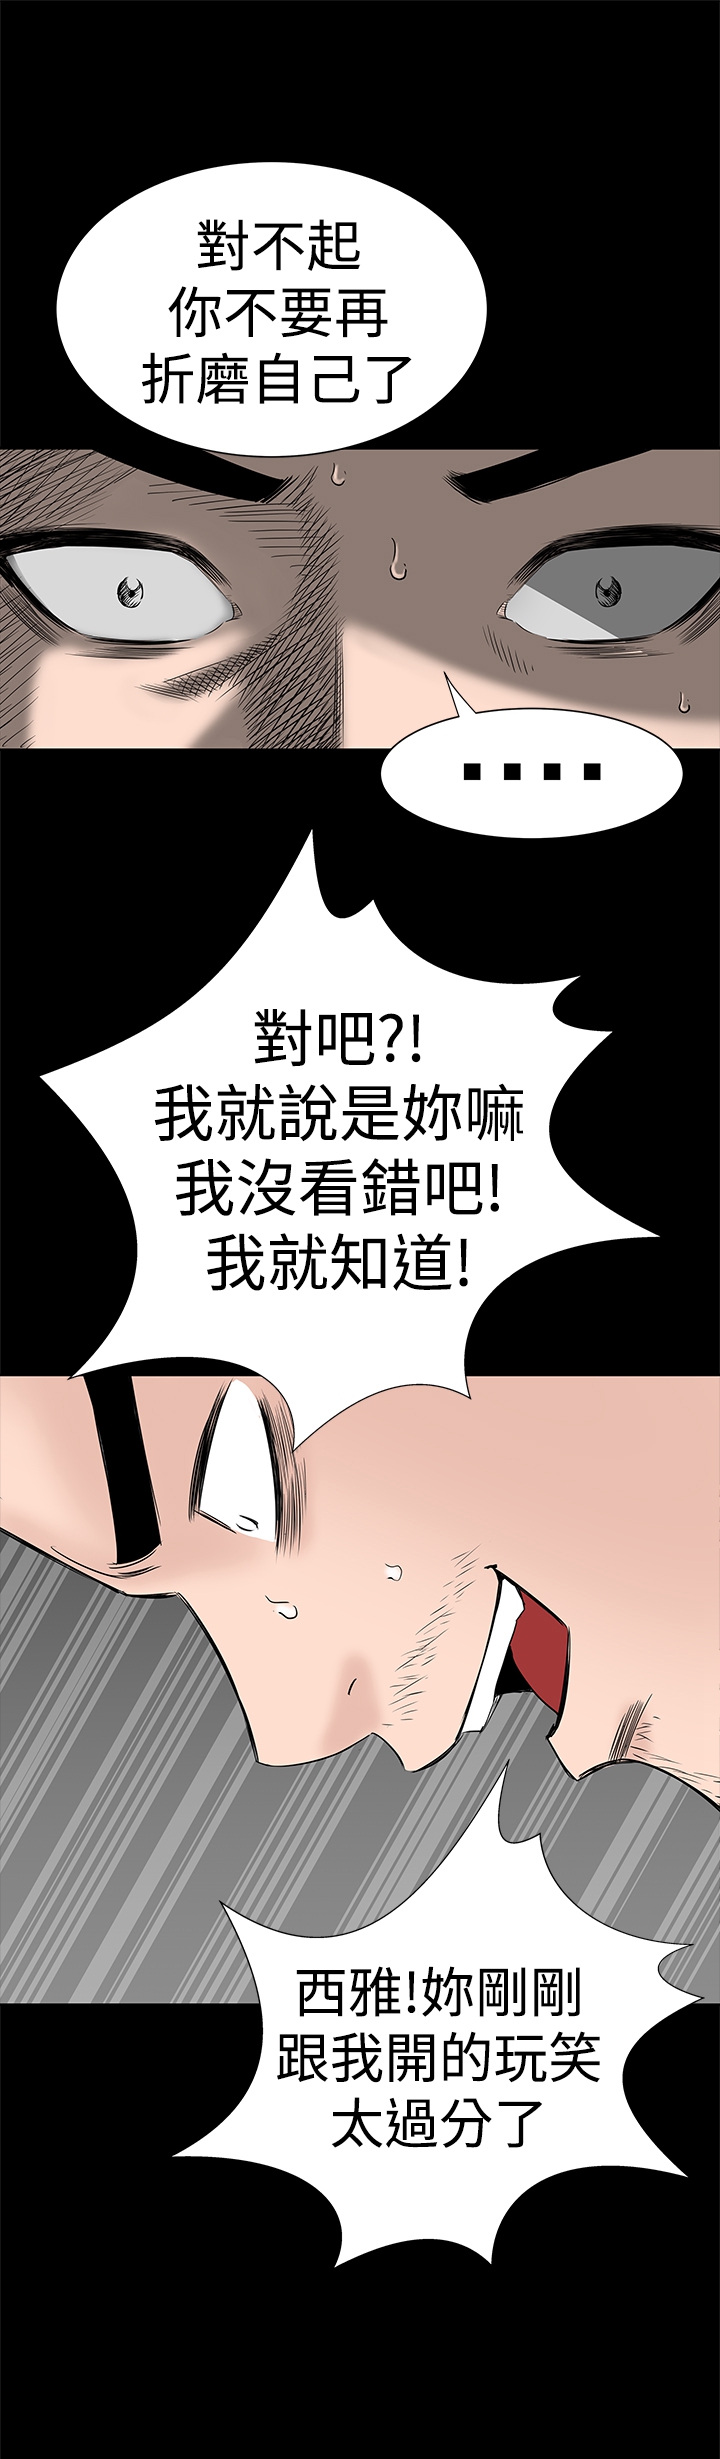 對不起
你不要再
折磨自己了
....
對吧?!
我就說是妳嘛
我沒看錯吧!
我就知道!
西雅!妳剛剛
跟我開的玩笑
太過分了